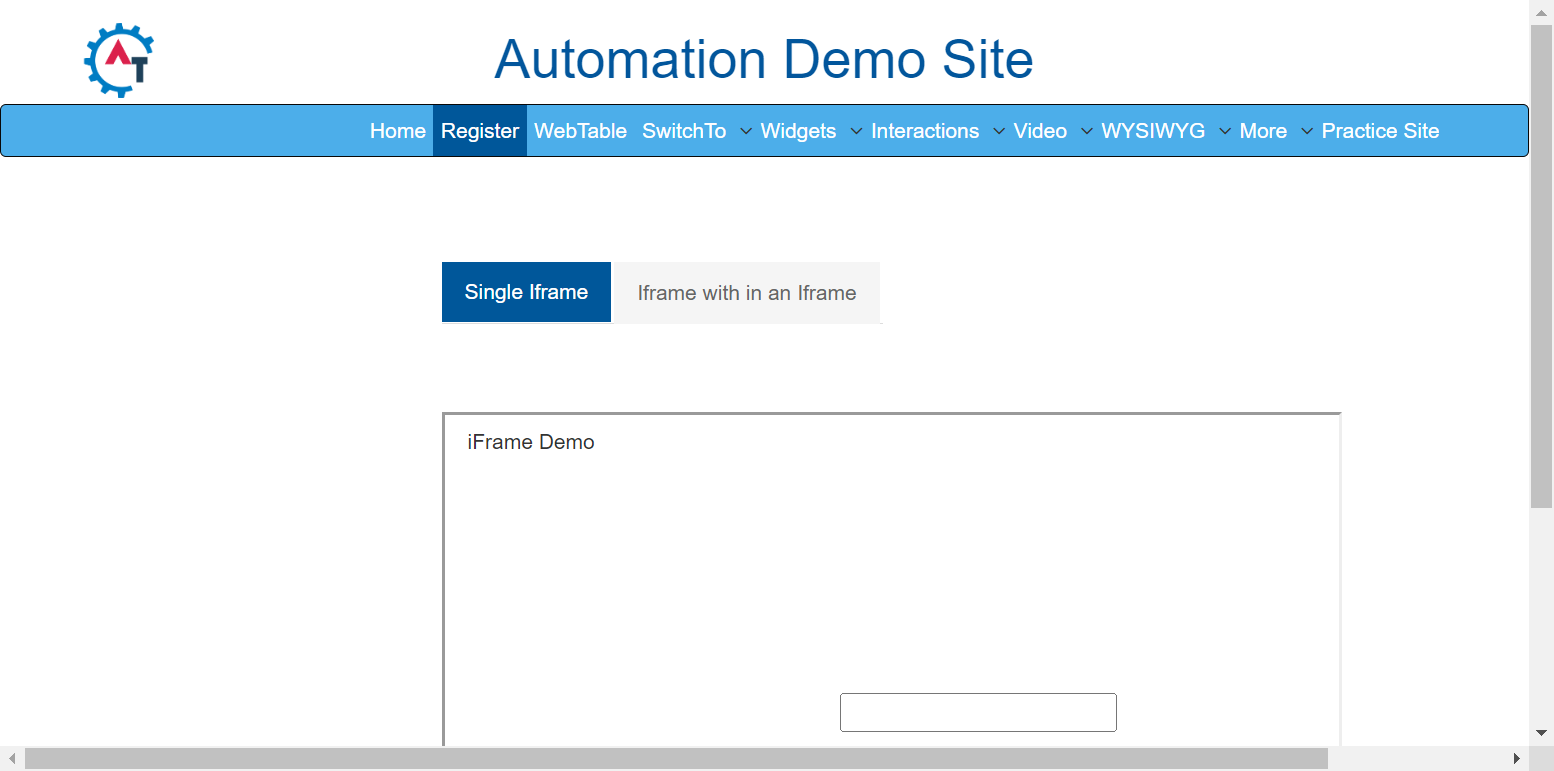 AT
Automation Demo Site
Home Register WebTable SwitchTo Widgets Interactions Video WYSIWYG More Practice Site
Single Iframe Iframe with in an Iframe
iFrame Demo